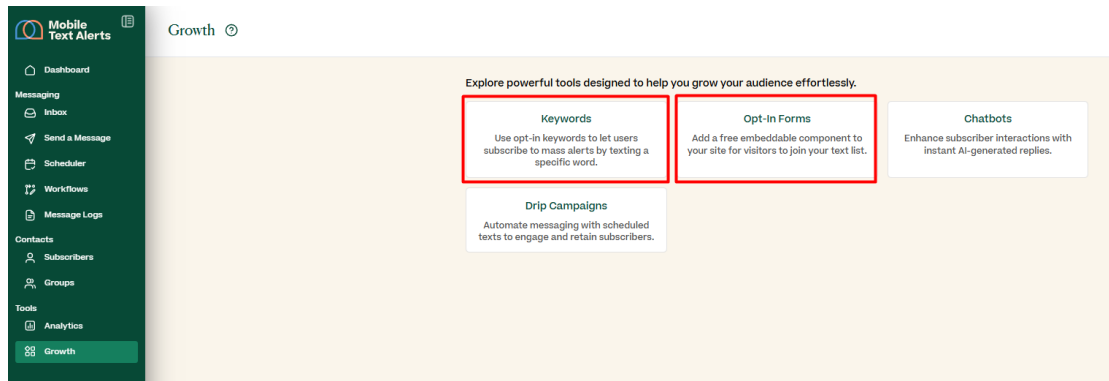 Mobile
Text Alerts
Growth
Dashboard
Messaging
Inbox
Send a Message
Scheduler
Workflows
Message Logs
Contacts
Subscribers
Groups
Tools
Analytics
Growth
Explore powerful tools designed to help you grow your audience effortlessly.
Keywords
Use opt-in keywords to let users
subscribe to mass alerts by texting a
specific word.
Opt-In Forms
Add a free embeddable component to
your site for visitors to join your text list.
Chatbots
Enhance subscriber interactions with
instant AI-generated replies.
Drip Campaigns
Automate messaging with scheduled
texts to engage and retain subscribers.